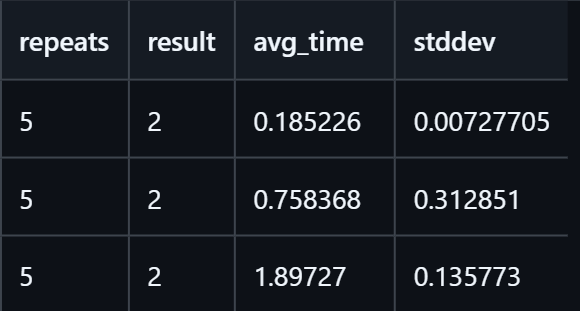 repeats result avg_time stddev
5 2 0.185226 0.00727705
5 2 0.758368 0.312851
5 2 1.89727 0.135773